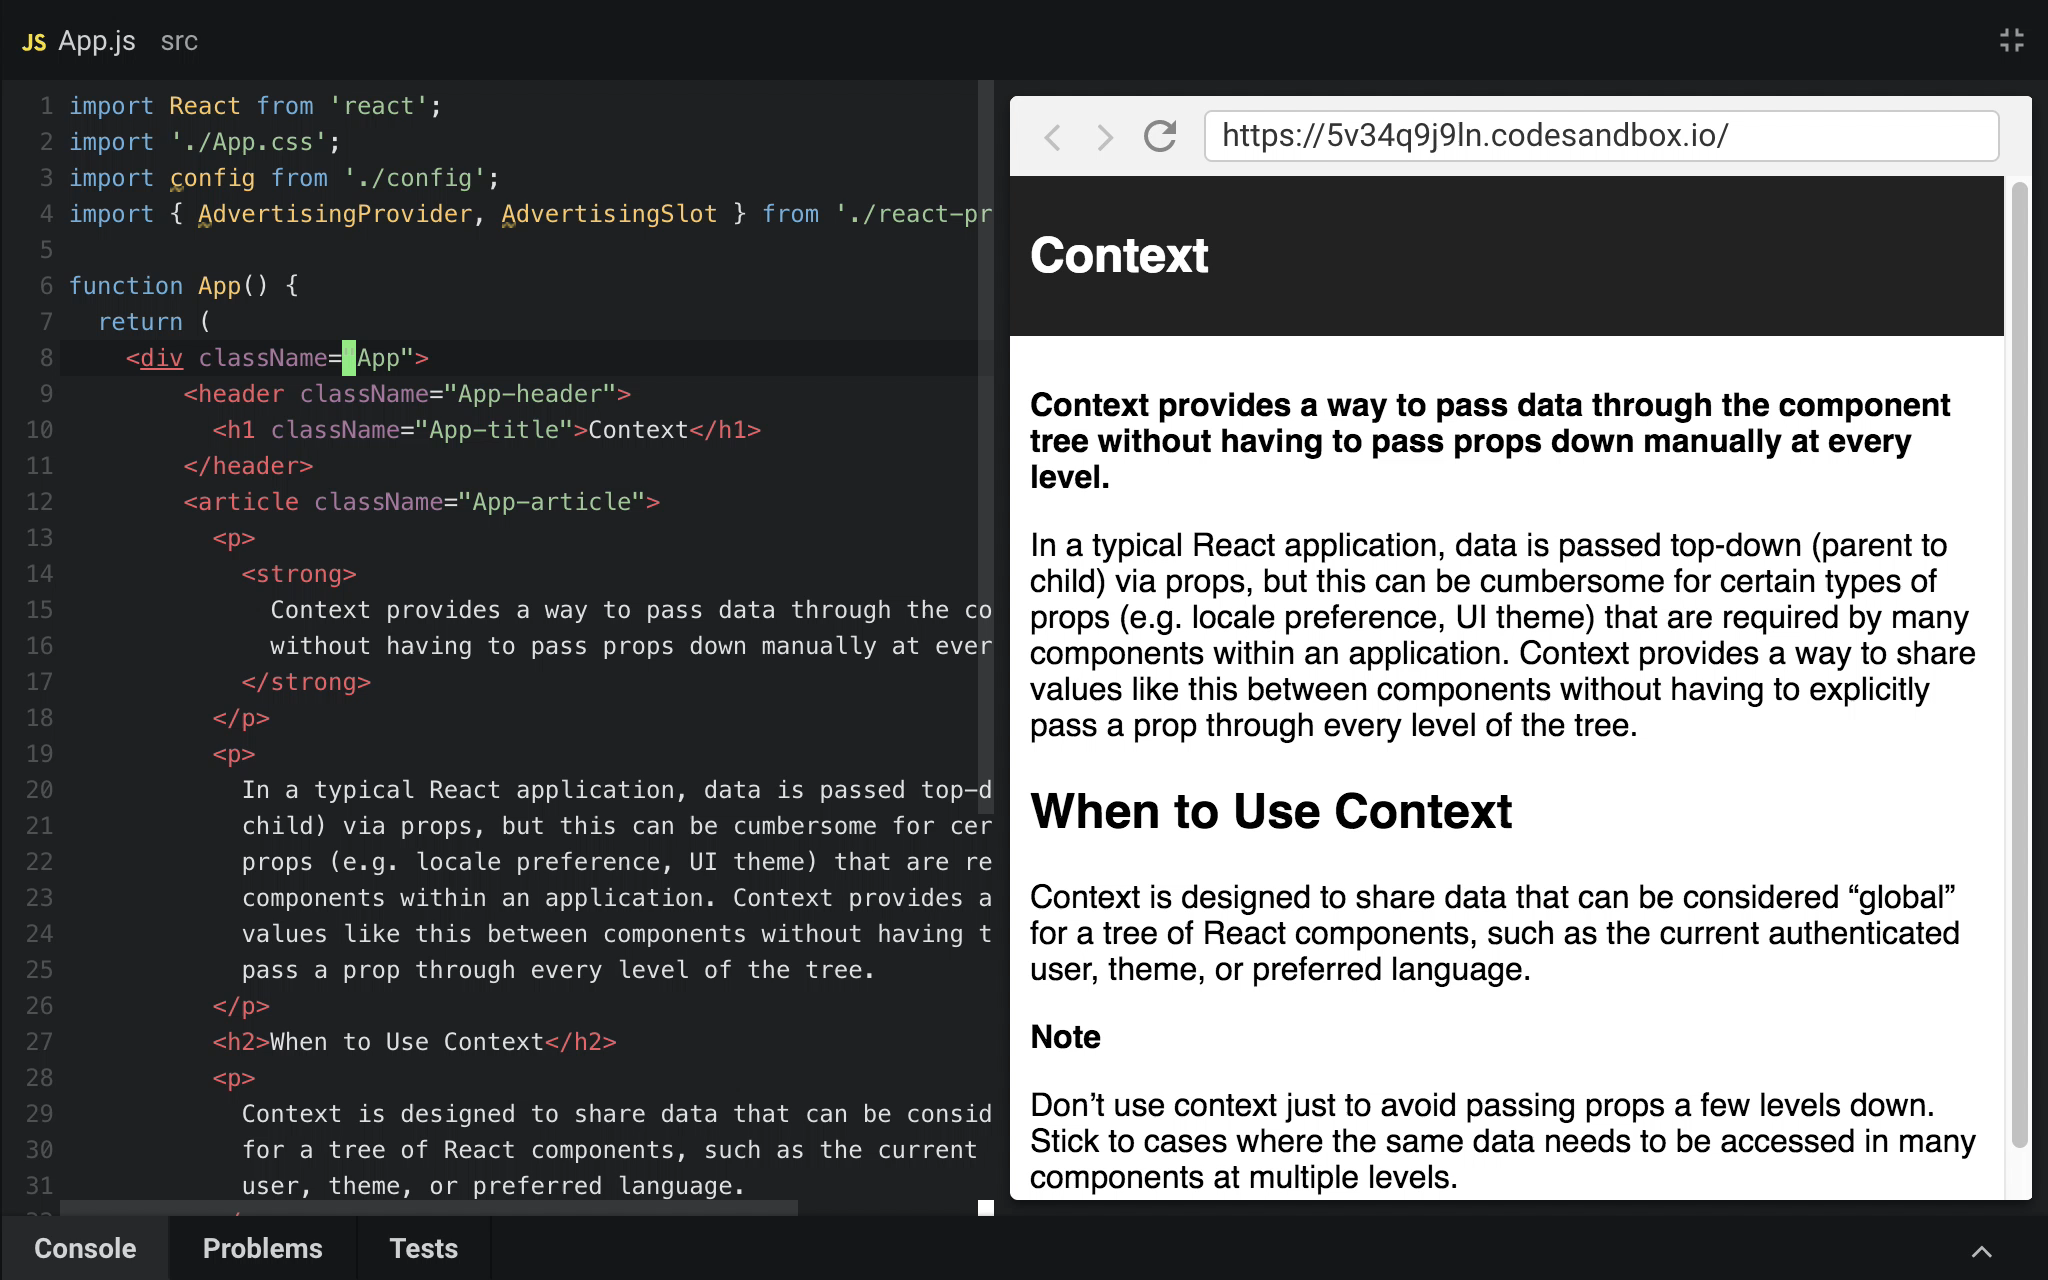 JS App.js src
1 import React from 'react';
2 import './App.css';
3 import config from './config';
4 import { AdvertisingProvider, AdvertisingSlot } from './react-pr
5
6 function App() {
7 return (
8 <div className="App">
9 <header className="App-header">
10 <h1 className="App-title">Context</h1>
11 </header>
12 <article className="App-article">
13 <p>
14 <strong>
15 Context provides a way to pass data through the co
16 without having to pass props down manually at ever
17 </strong>
18 </p>
19 <p>
20 In a typical React application, data is passed top-d
21 child) via props, but this can be cumbersome for cer
22 props (e.g. locale preference, UI theme) that are re
23 components within an application. Context provides a
24 values like this between components without having t
25 pass a prop through every level of the tree.
26 </p>
27 <h2>When to Use Context</h2>
28 <p>
29 Context is designed to share data that can be consid
30 for a tree of React components, such as the current
31 user, theme, or preferred language.
https://5v34q9j9ln.codesandbox.io/
Context
Context provides a way to pass data through the component
tree without having to pass props down manually at every
level.
In a typical React application, data is passed top-down (parent to
child) via props, but this can be cumbersome for certain types of
props (e.g. locale preference, UI theme) that are required by many
components within an application. Context provides a way to share
values like this between components without having to explicitly
pass a prop through every level of the tree.
When to Use Context
Context is designed to share data that can be considered “global”
for a tree of React components, such as the current authenticated
user, theme, or preferred language.
Note
Don’t use context just to avoid passing props a few levels down.
Stick to cases where the same data needs to be accessed in many
components at multiple levels.
Console Problems Tests